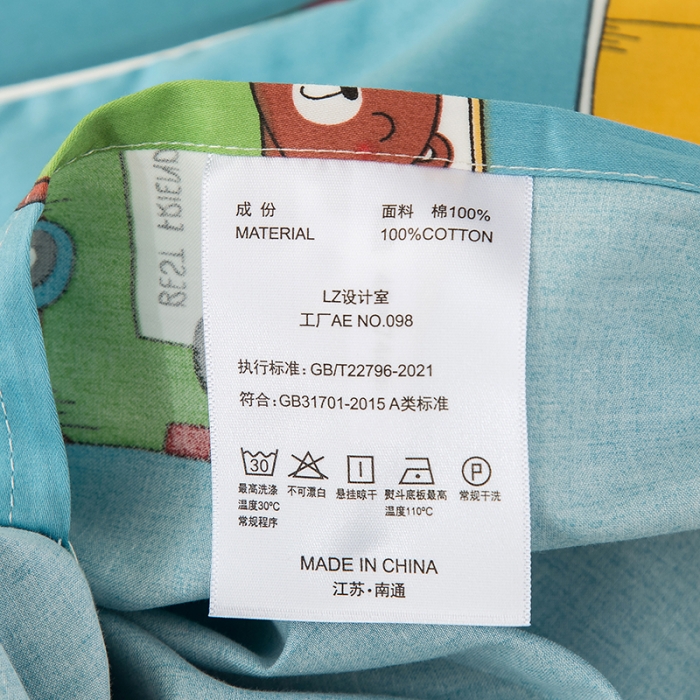 BEST FRIEND
成份 面料 棉100%
MATERIAL 100%COTTON
LZ设计室
工厂AE NO.098
执行标准: GB/T22796-2021
符合: GB31701-2015 A类标准
30 P
最高洗涤 不可漂白 悬挂晾干 熨斗底板最高 常规干洗
温度30℃ 温度110℃
常规程序
MADE IN CHINA
江苏·南通